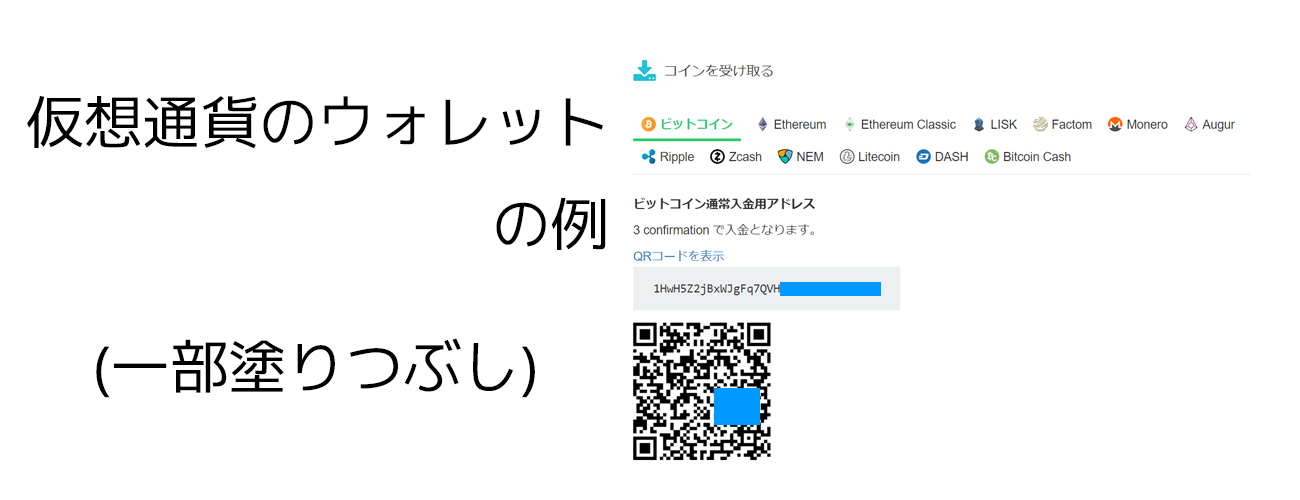 仮想通貨のウォレット
の例
(一部塗りつぶし)
コインを受け取る
ビットコイン Ethereum Ethereum Classic LISK Factom Monero Augur
Ripple Zcash NEM Litecoin DASH Bitcoin Cash
ビットコイン通常入金用アドレス
3 confirmation で入金となります。
QRコードを表示
1HwH5Z2jBxWJgFq7QVH